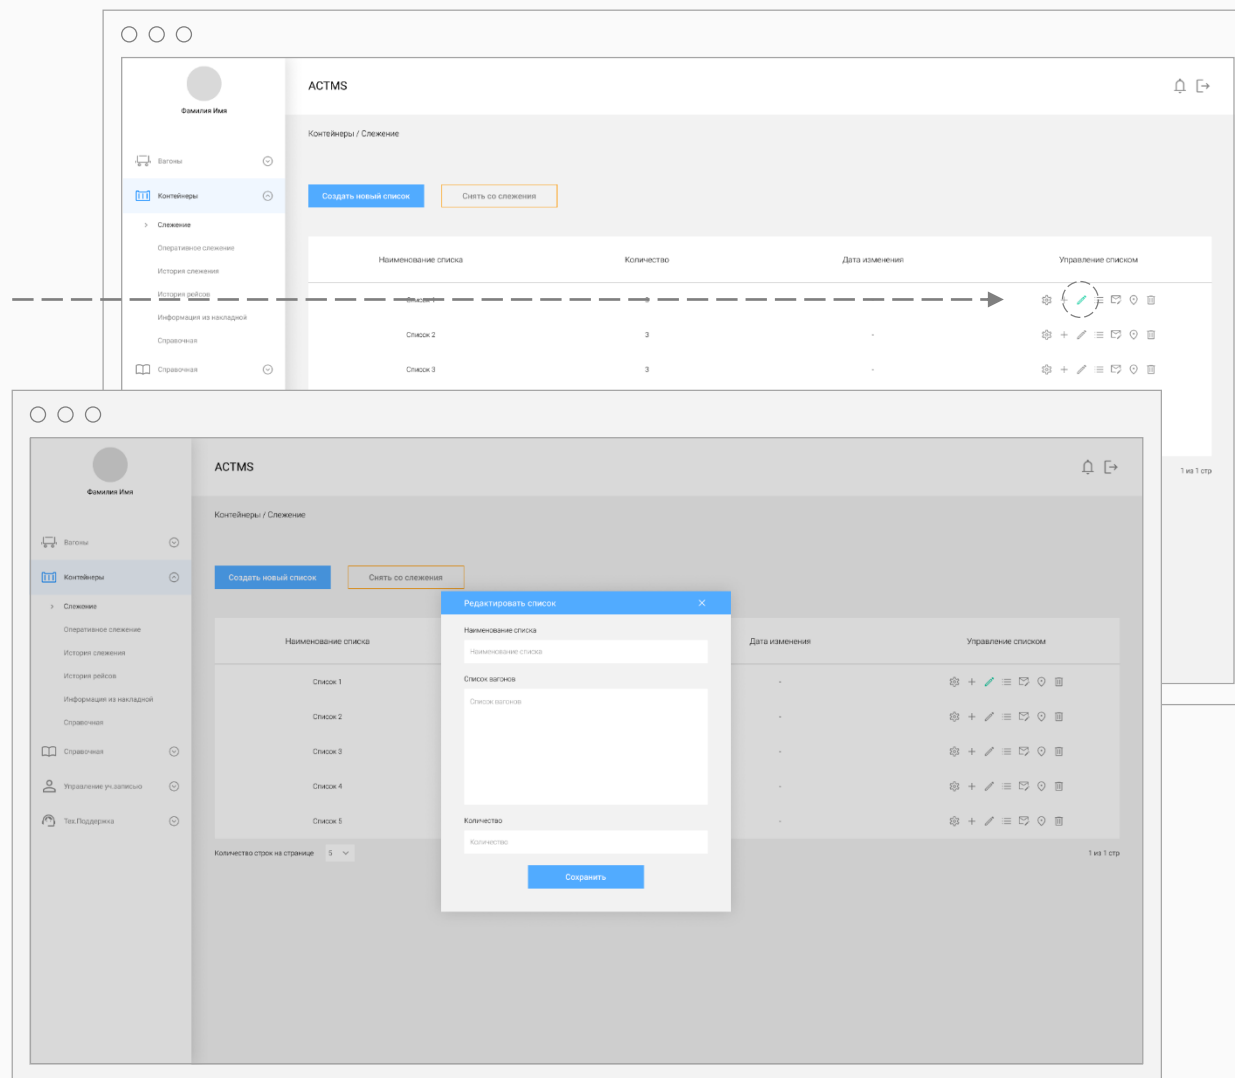 ACTMS
Фамилия Имя
Контейнеры / Слежение
Вагоны
Контейнеры
Создать новый список
Снять со слежения
Слежение
Оперативное слежение
История слежения
История рейсов
Информация из накладной
Справочная
Справочная
Наименование списка
Количество
Дата изменения
Управление списком
Список 1
3
Список 2
3
-
Список 3
3
-
1 из 1 стр
ACTMS
Фамилия Имя
Контейнеры / Слежение
Вагоны
Контейнеры
Создать новый список
Снять со слежения
Слежение
Оперативное слежение
История слежения
История рейсов
Информация из накладной
Справочная
Справочная
Управление уч.записью
Тех.Поддержка
Наименование списка
Дата изменения
Управление списком
Список 1
-
Список 2
-
Список 3
-
Список 4
-
Список 5
-
Количество строк на странице
5
1 из 1 стр
Редактировать список
Наименование списка
Наименование списка
Список вагонов
Список вагонов
Количество
Количество
Сохранить